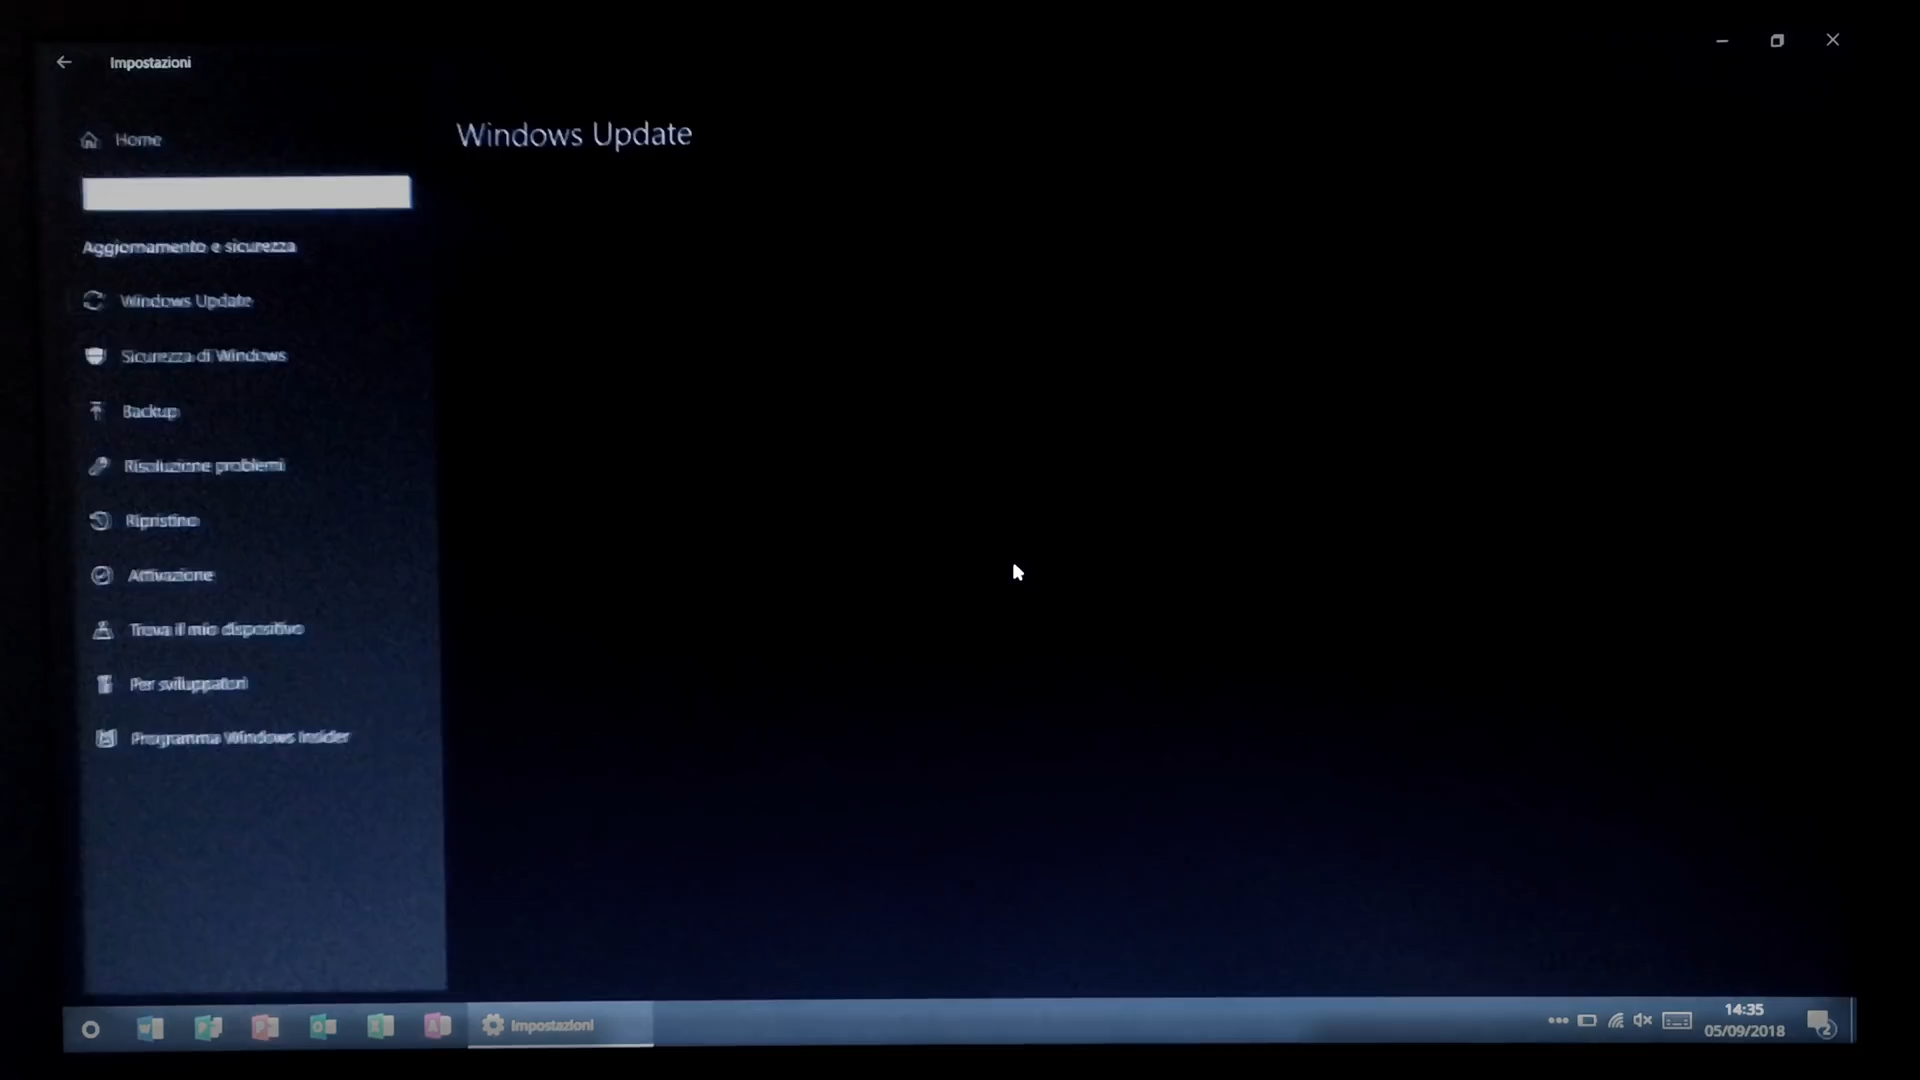 Impostazioni
Home
Windows Update
Aggiornamento e sicurezza
Windows Update
Sicurezza di Windows
Backup
Risoluzione problemi
Ripristino
Attivazione
Trova il mio dispositivo
Per sviluppatori
Programma Windows Insider
Impostazioni
14:35
05/09/2018
2